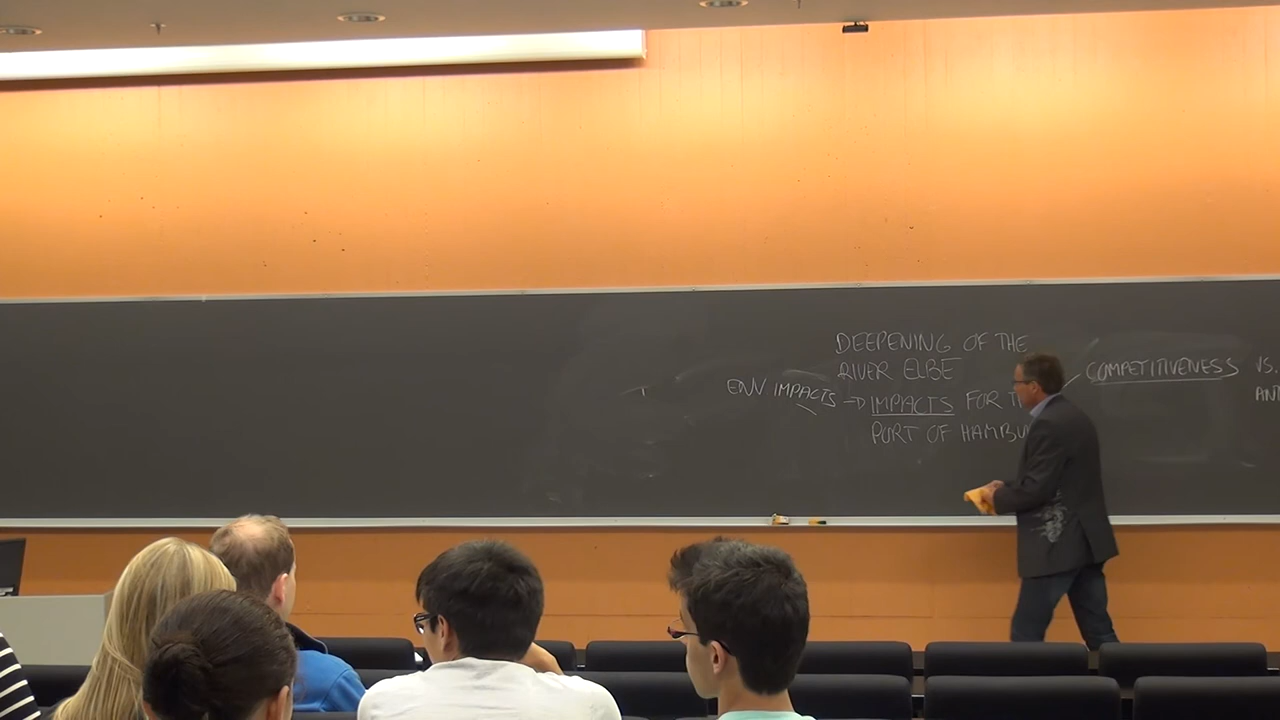 DEEPENING OF THE
RIVER ELBE
ENV IMPACTS → IMPACTS FOR
PORT OF
COMPETITIVENESS VS.